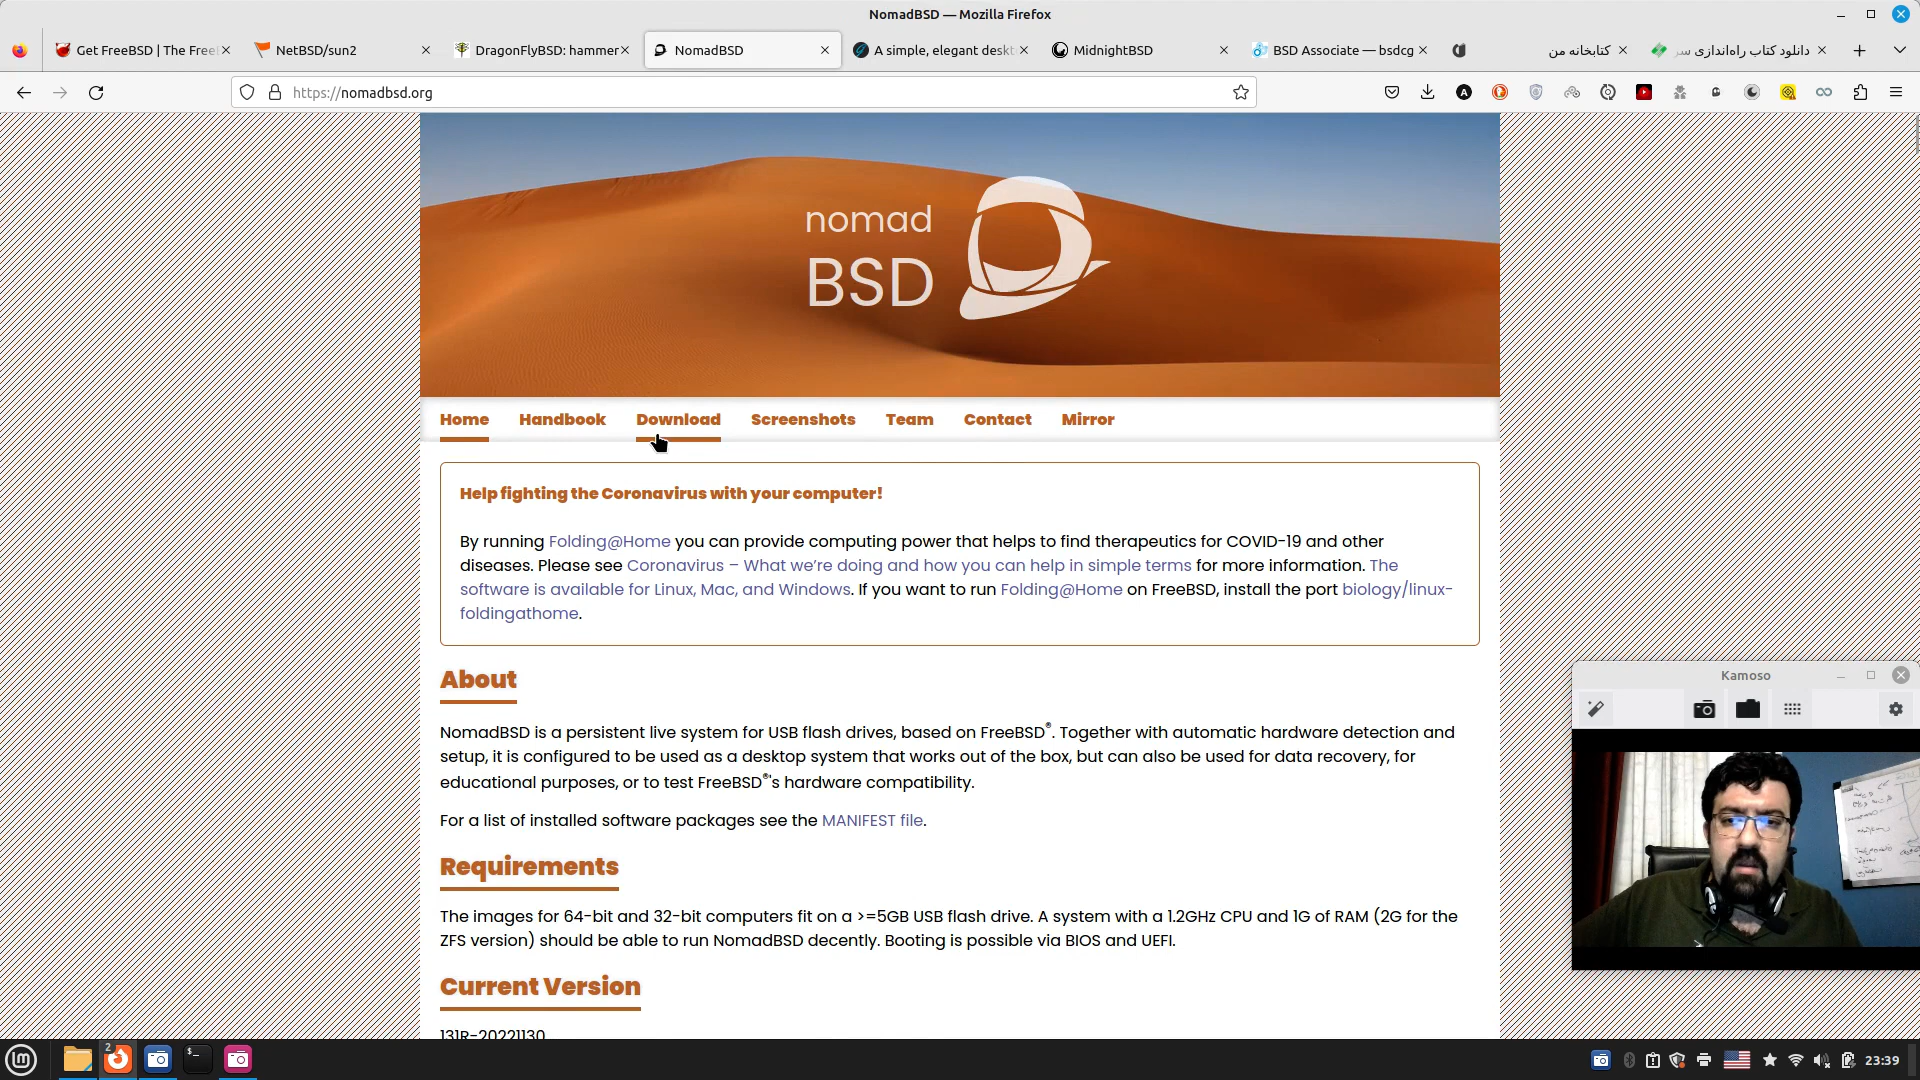 NomadBSD — Mozilla Firefox
Get FreeBSD | The Free
NetBSD/sun2
DragonFlyBSD: hammer
NomadBSD
A simple, elegant deskt
MidnightBSD
BSD Associate — bsdcg
کتابخانه من
دانلود کتاب راه‌اندازی سر
https://nomadbsd.org
nomad
BSD
Home Handbook Download Screenshots Team Contact Mirror
Help fighting the Coronavirus with your computer!
By running Folding@Home you can provide computing power that helps to find therapeutics for COVID-19 and other
diseases. Please see Coronavirus – What we're doing and how you can help in simple terms for more information. The
software is available for Linux, Mac, and Windows. If you want to run Folding@Home on FreeBSD, install the port biology/linux-
foldingathome.
About
NomadBSD is a persistent live system for USB flash drives, based on FreeBSD®. Together with automatic hardware detection and
setup, it is configured to be used as a desktop system that works out of the box, but can also be used for data recovery, for
educational purposes, or to test FreeBSD®'s hardware compatibility.
For a list of installed software packages see the MANIFEST file.
Requirements
The images for 64-bit and 32-bit computers fit on a >=5GB USB flash drive. A system with a 1.2GHz CPU and 1G of RAM (2G for the
ZFS version) should be able to run NomadBSD decently. Booting is possible via BIOS and UEFI.
Current Version
131R-20221130
Kamoso
2
23:39